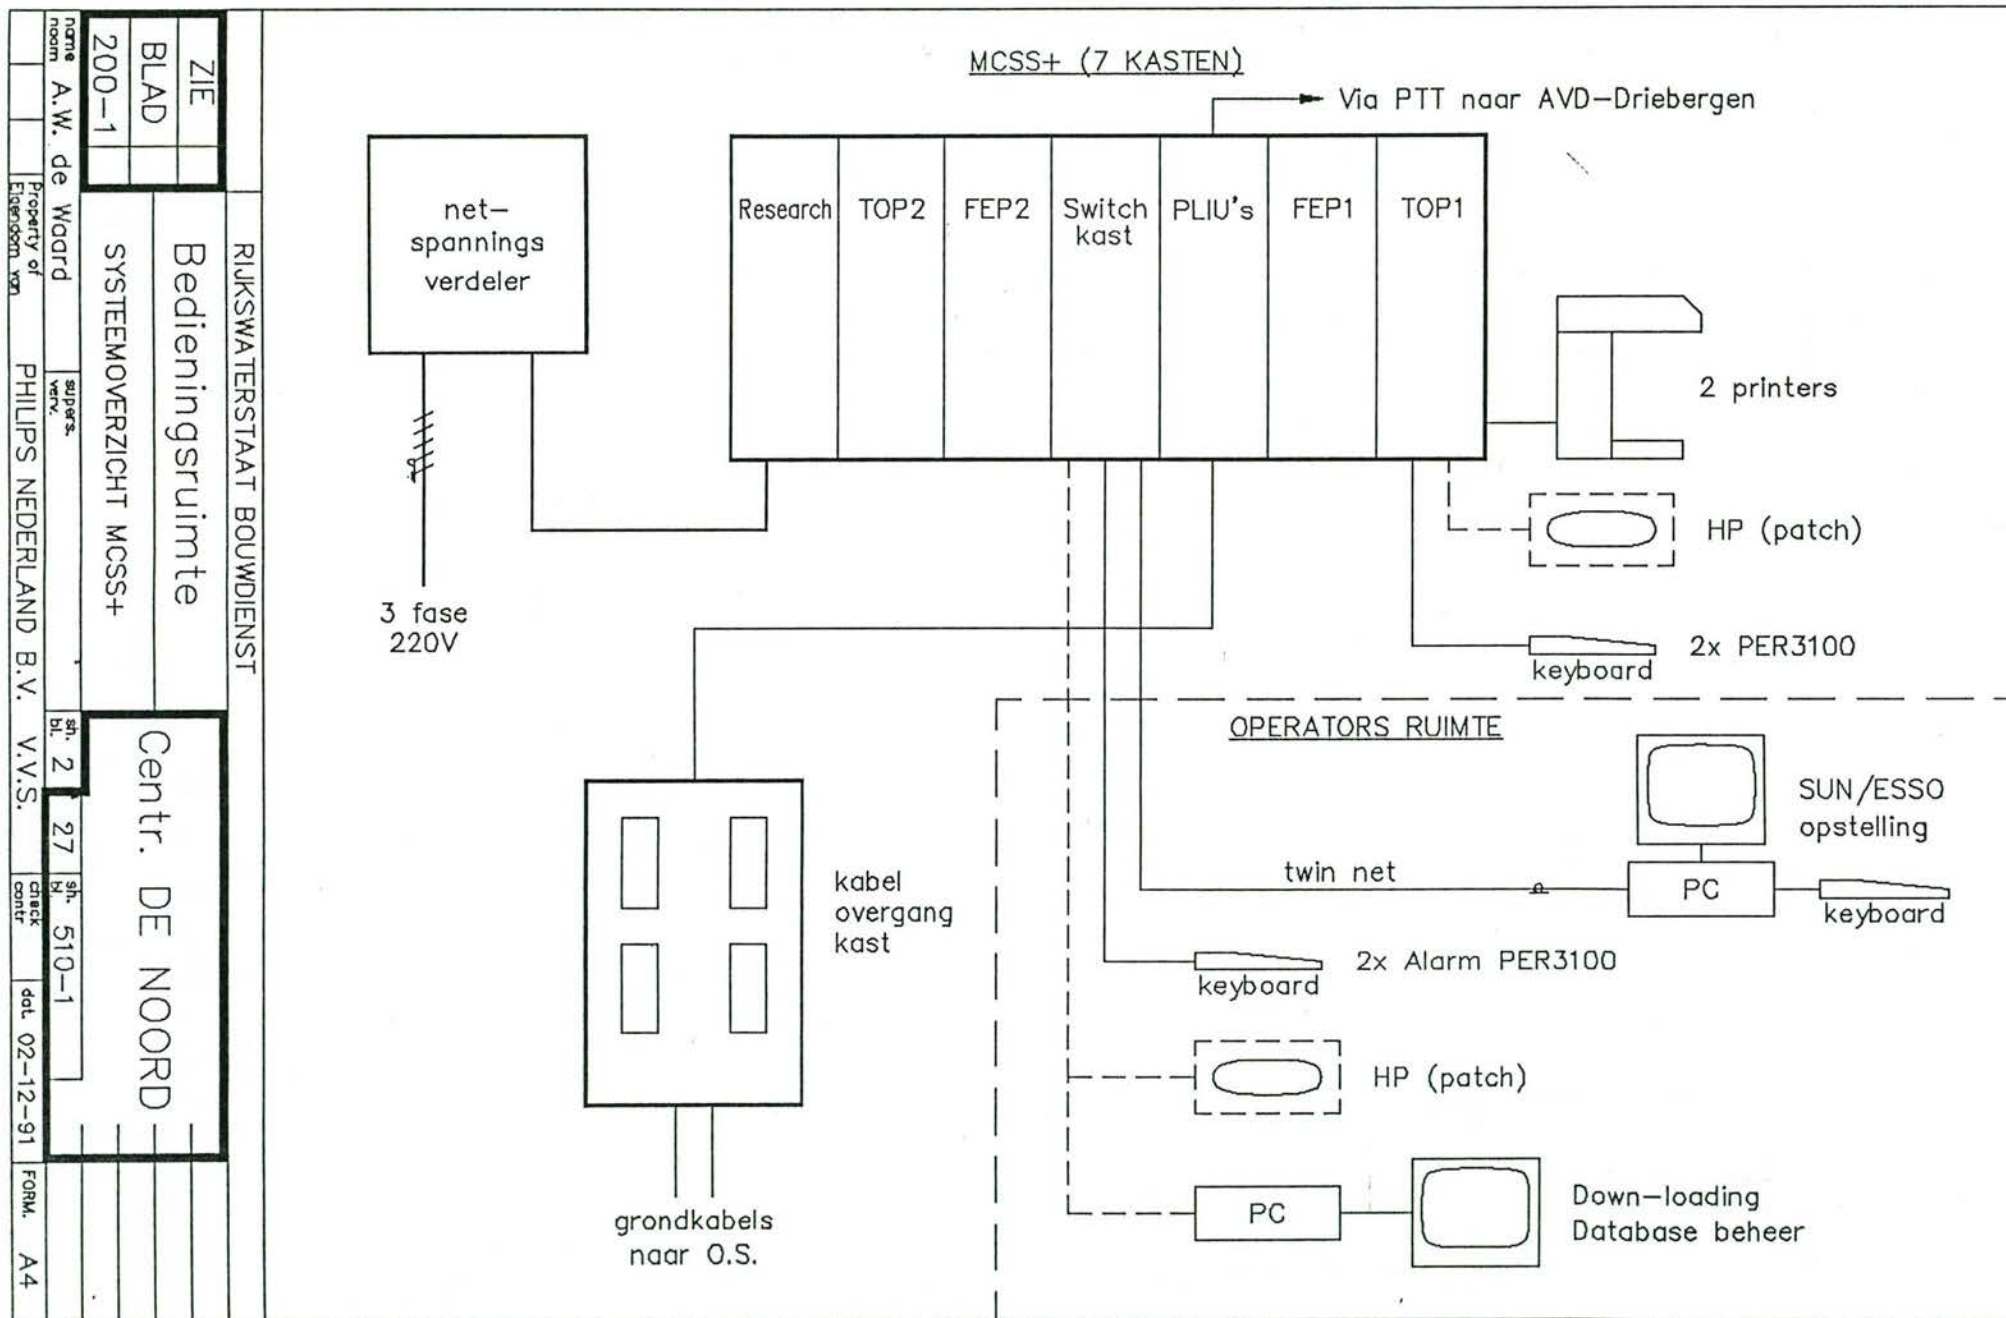 MCSS+ (7 KASTEN)
Via PTT naar AVD-Driebergen
net-
spannings
verdeler
Research
TOP2
FEP2
Switch
kast
PLIU's
FEP1
TOP1
2 printers
HP (patch)
3 fase
220V
2x PER3100
keyboard
OPERATORS RUIMTE
SUN/ESSO
opstelling
twin net
PC
keyboard
kabel
overgang
kast
2x Alarm PER3100
keyboard
HP (patch)
PC
Down-loading
Database beheer
grondkabels
naar O.S.
RIJKSWATERSTAAT BOUWDIENST
ZIE
BLAD
200-1
Bedieningsruimte
SYSTEEMOVERZICHT MCSS+
Centr. DE NOORD
name
naam
A.W. de Waard
supers.
verv.
sh.
bl.
2
27
sh.
bl.
510-1
Property of
Eigendom van
PHILIPS NEDERLAND B.V. V.V.S.
check
contr
dat. 02-12-91
FORM. A4